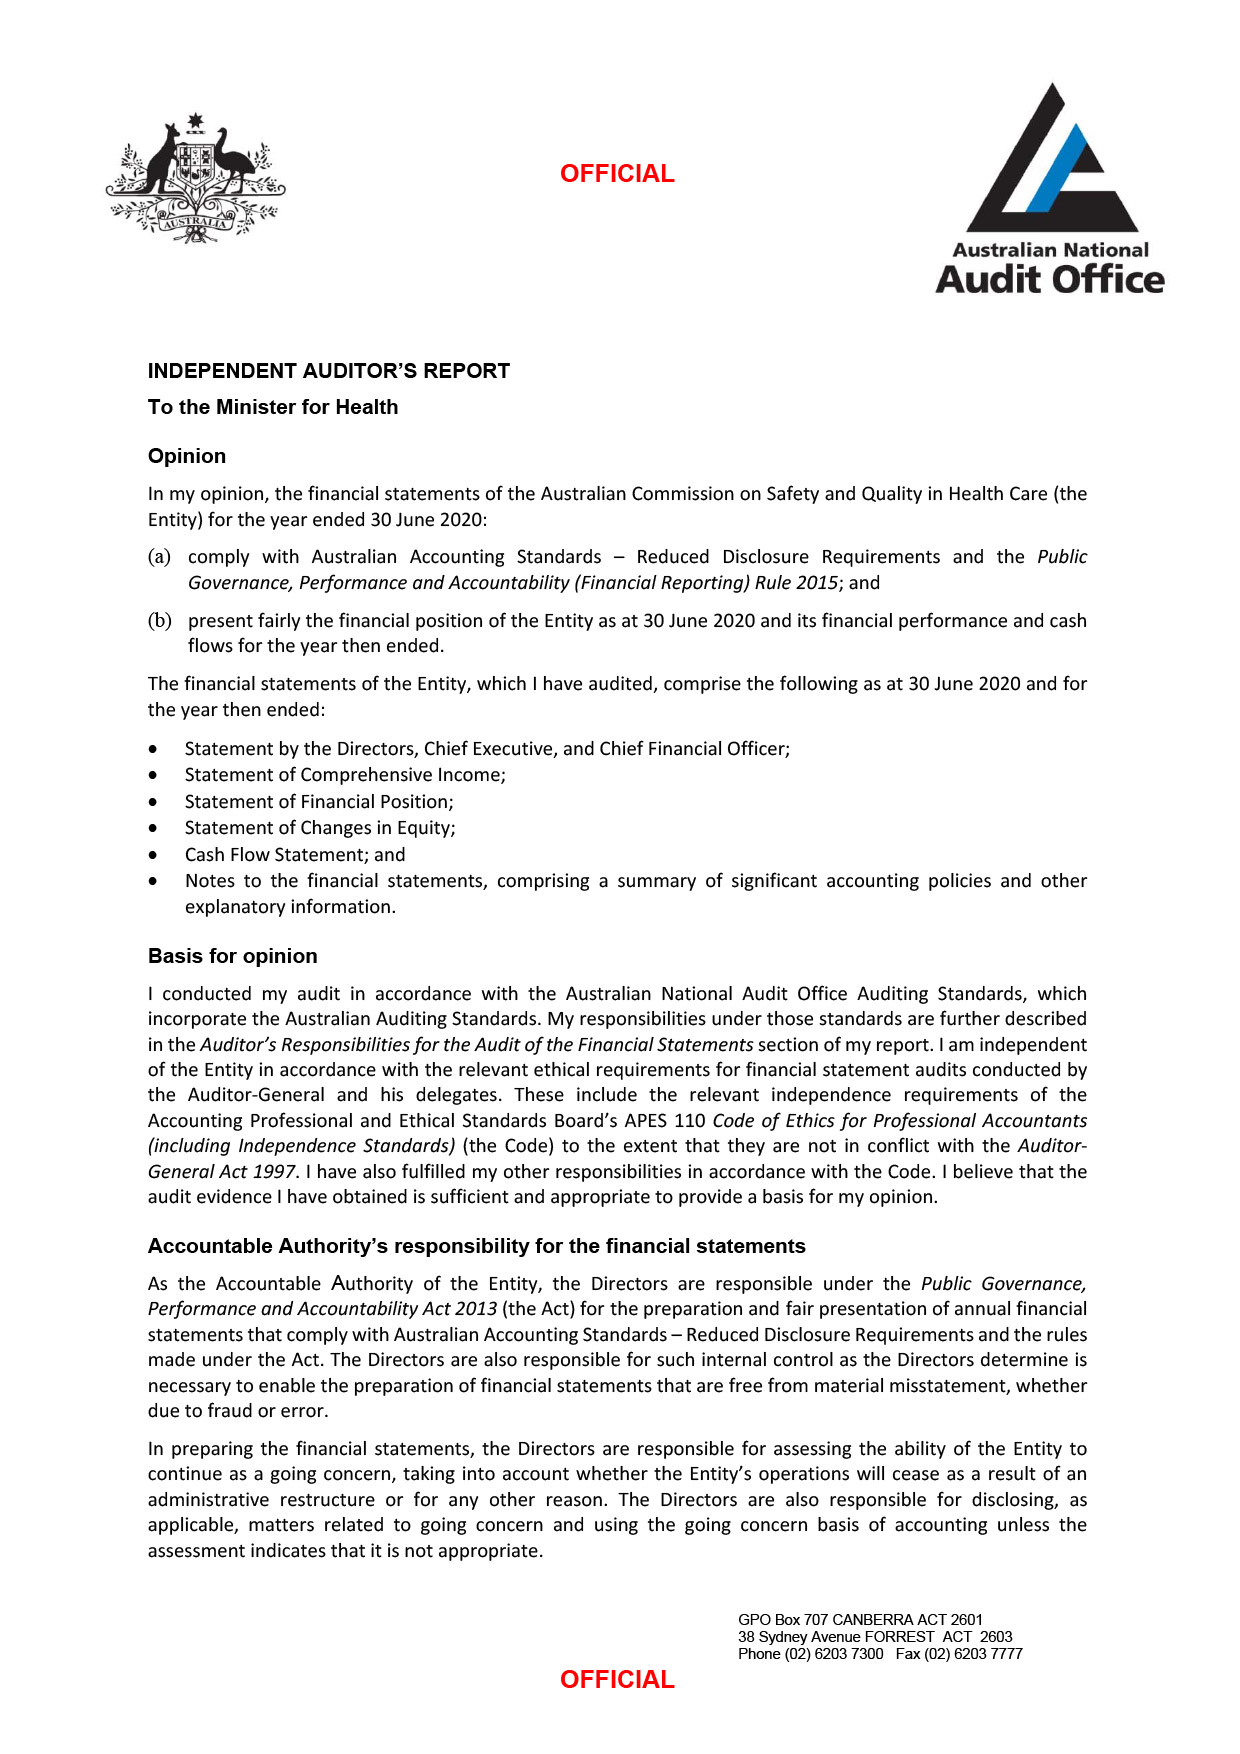 AUSTRALIA
OFFICIAL
Australian National
Audit Office
INDEPENDENT AUDITOR’S REPORT
To the Minister for Health
Opinion
In my opinion, the financial statements of the Australian Commission on Safety and Quality in Health Care (the
Entity) for the year ended 30 June 2020:
(a) comply with Australian Accounting Standards – Reduced Disclosure Requirements and the Public
Governance, Performance and Accountability (Financial Reporting) Rule 2015; and
(b) present fairly the financial position of the Entity as at 30 June 2020 and its financial performance and cash
flows for the year then ended.
The financial statements of the Entity, which I have audited, comprise the following as at 30 June 2020 and for
the year then ended:
• Statement by the Directors, Chief Executive, and Chief Financial Officer;
• Statement of Comprehensive Income;
• Statement of Financial Position;
• Statement of Changes in Equity;
• Cash Flow Statement; and
• Notes to the financial statements, comprising a summary of significant accounting policies and other
explanatory information.
Basis for opinion
I conducted my audit in accordance with the Australian National Audit Office Auditing Standards, which
incorporate the Australian Auditing Standards. My responsibilities under those standards are further described
in the Auditor’s Responsibilities for the Audit of the Financial Statements section of my report. I am independent
of the Entity in accordance with the relevant ethical requirements for financial statement audits conducted by
the Auditor-General and his delegates. These include the relevant independence requirements of the
Accounting Professional and Ethical Standards Board’s APES 110 Code of Ethics for Professional Accountants
(including Independence Standards) (the Code) to the extent that they are not in conflict with the Auditor-
General Act 1997. I have also fulfilled my other responsibilities in accordance with the Code. I believe that the
audit evidence I have obtained is sufficient and appropriate to provide a basis for my opinion.
Accountable Authority’s responsibility for the financial statements
As the Accountable Authority of the Entity, the Directors are responsible under the Public Governance,
Performance and Accountability Act 2013 (the Act) for the preparation and fair presentation of annual financial
statements that comply with Australian Accounting Standards – Reduced Disclosure Requirements and the rules
made under the Act. The Directors are also responsible for such internal control as the Directors determine is
necessary to enable the preparation of financial statements that are free from material misstatement, whether
due to fraud or error.
In preparing the financial statements, the Directors are responsible for assessing the ability of the Entity to
continue as a going concern, taking into account whether the Entity’s operations will cease as a result of an
administrative restructure or for any other reason. The Directors are also responsible for disclosing, as
applicable, matters related to going concern and using the going concern basis of accounting unless the
assessment indicates that it is not appropriate.
GPO Box 707 CANBERRA ACT 2601
38 Sydney Avenue FORREST ACT 2603
Phone (02) 6203 7300 Fax (02) 6203 7777
OFFICIAL